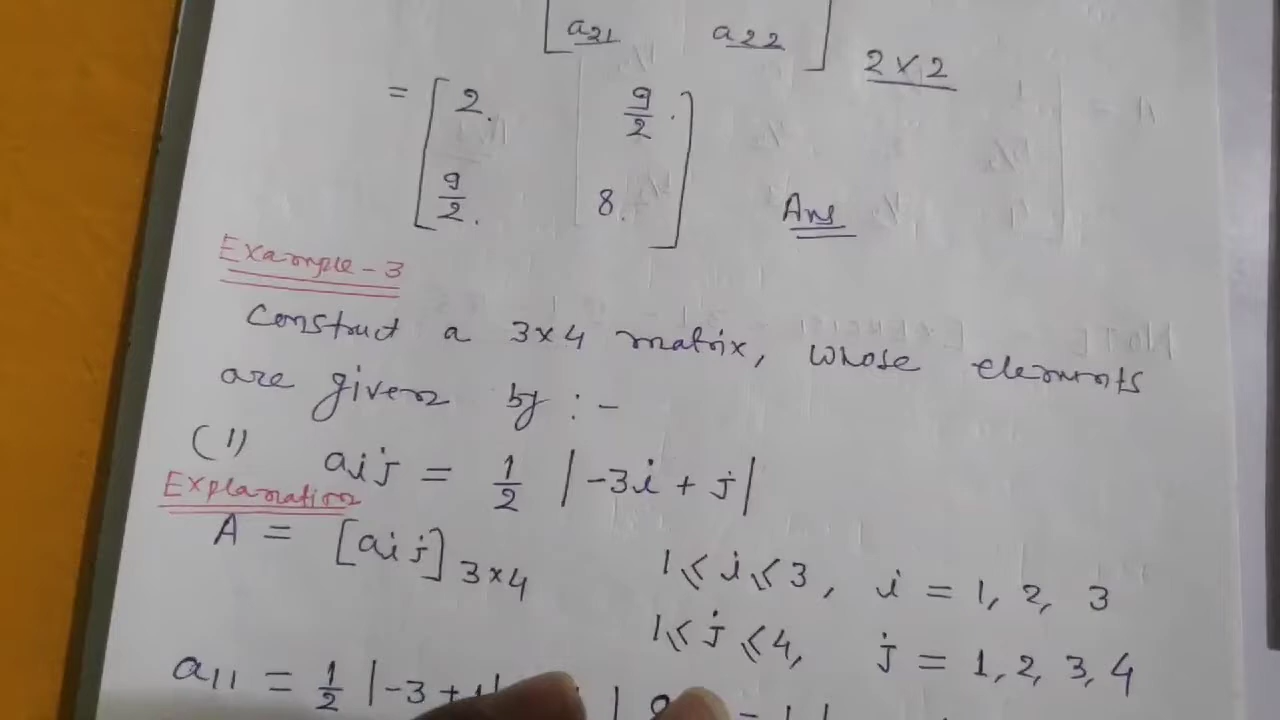 a21 a22 2×2
= [ 2. 9/2.
9/2. 8. ] Ans
Example-3
Construct a 3×4 matrix, whose elements
are given by :-
(1) aij = 1/2 |-3i + j|
Explanation
A = [aij] 3×4 1⩽i⩽3, i = 1, 2, 3
1⩽j⩽4, j = 1, 2, 3, 4
a11 = 1/2 |-3+1|